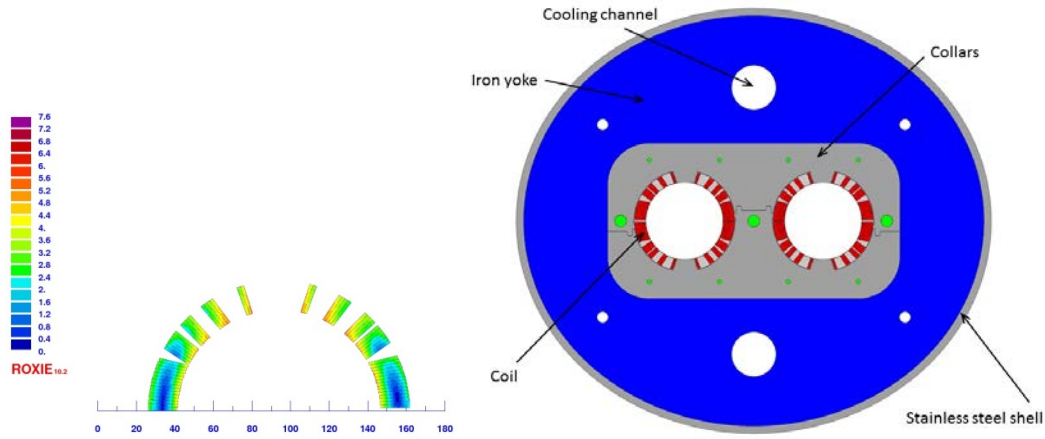 7.6
7.2
6.8
6.4
6.
5.6
5.2
4.8
4.4
4.
3.6
3.2
2.8
2.4
2.
1.6
1.2
0.8
0.4
0.
ROXIE10.2
0 20 40 60 80 100 120 140 160 180
Cooling channel
Collars
Iron yoke
Coil
Stainless steel shell